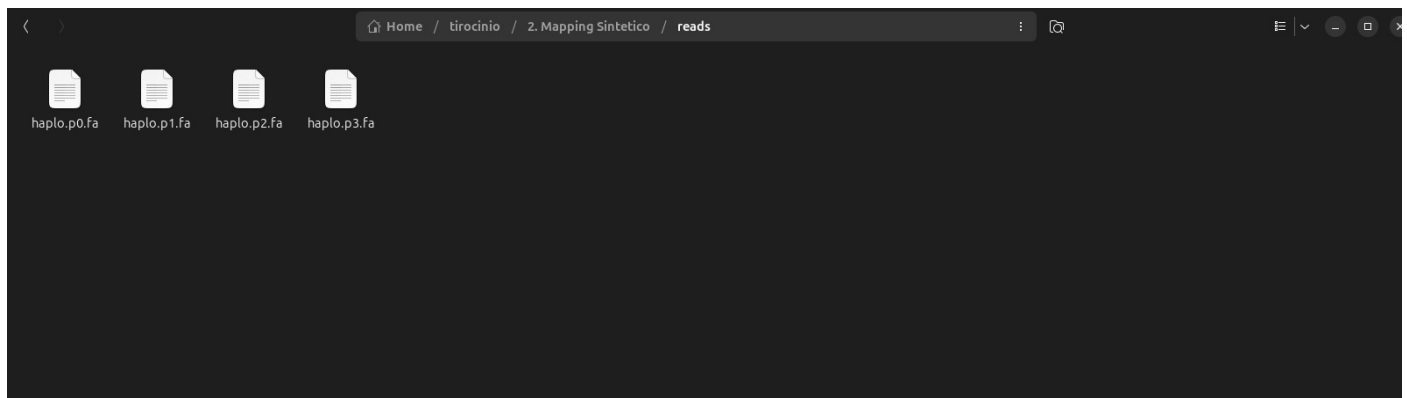 Home / tirocinio / 2. Mapping Sintetico / reads
haplo.p0.fa haplo.p1.fa haplo.p2.fa haplo.p3.fa